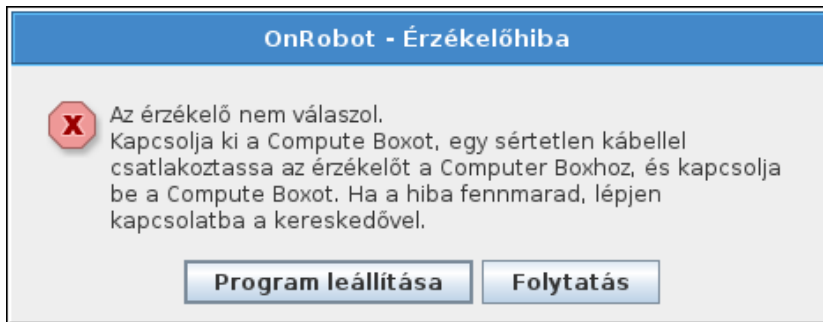 OnRobot - Érzékelőhiba
Az érzékelő nem válaszol.
Kapcsolja ki a Compute Boxot, egy sértetlen kábellel
csatlakoztassa az érzékelőt a Computer Boxhoz, és kapcsolja
be a Compute Boxot. Ha a hiba fennmarad, lépjen
kapcsolatba a kereskedővel.
Program leállítása Folytatás